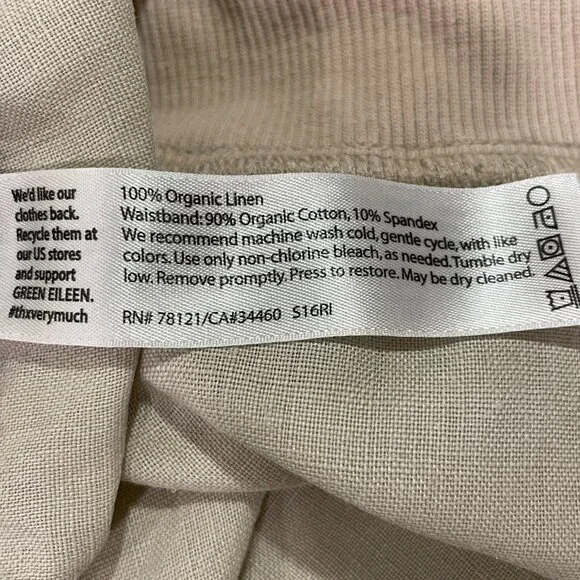 We'd like our
clothes back.
Recycle them at
our US stores
and support
GREEN EILEEN.
#thxverymuch
100% Organic Linen
Waistband: 90% Organic Cotton, 10% Spandex
We recommend machine wash cold, gentle cycle, with like
colors. Use only non-chlorine bleach, as needed. Tumble dry
low. Remove promptly. Press to restore. May be dry cleaned.
RN# 78121/CA#34460 S16RI